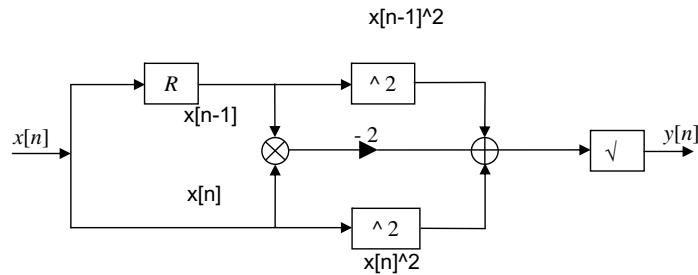 x[n-1]^2
R
^ 2
x[n-1]
x[n]
- 2
√
y[n]
x[n]
^ 2
x[n]^2